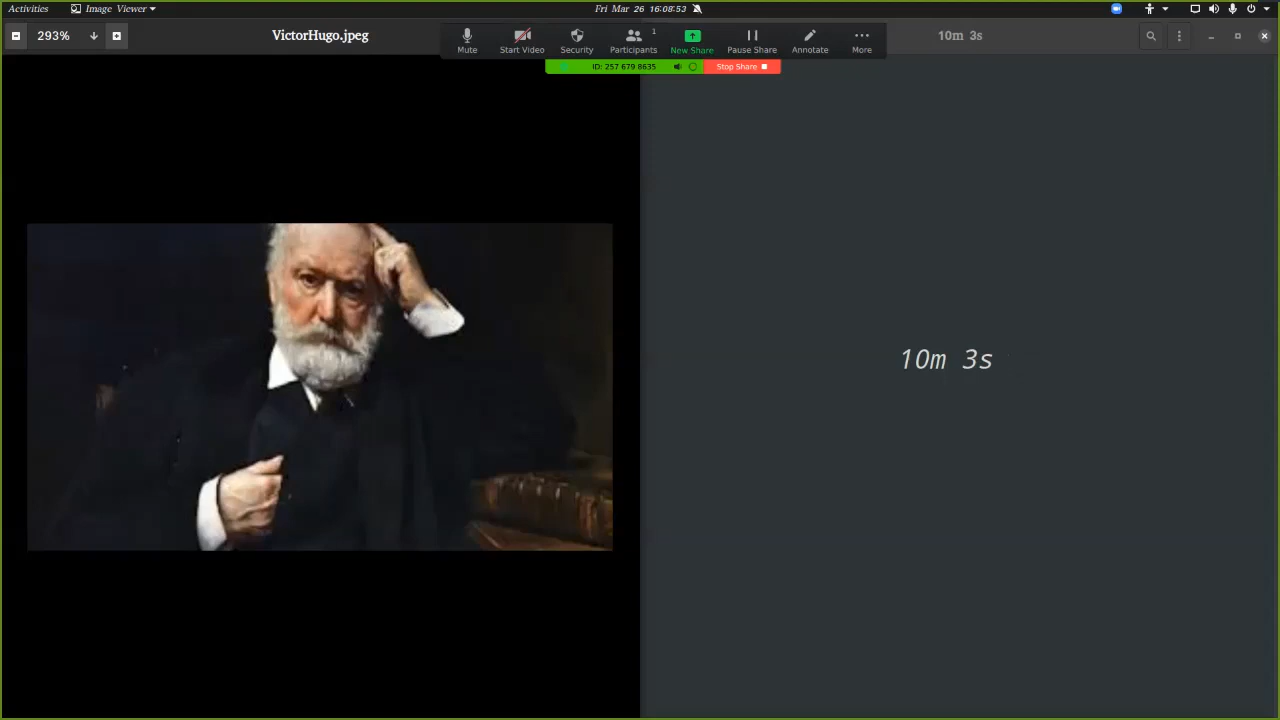 Activities Image Viewer Fri Mar 26 16:08:53
293% VictorHugo.jpeg 10m 3s
Mute Start Video Security Participants 1 New Share Pause Share Annotate More
ID: 257 679 8635 Stop Share
10m 3s